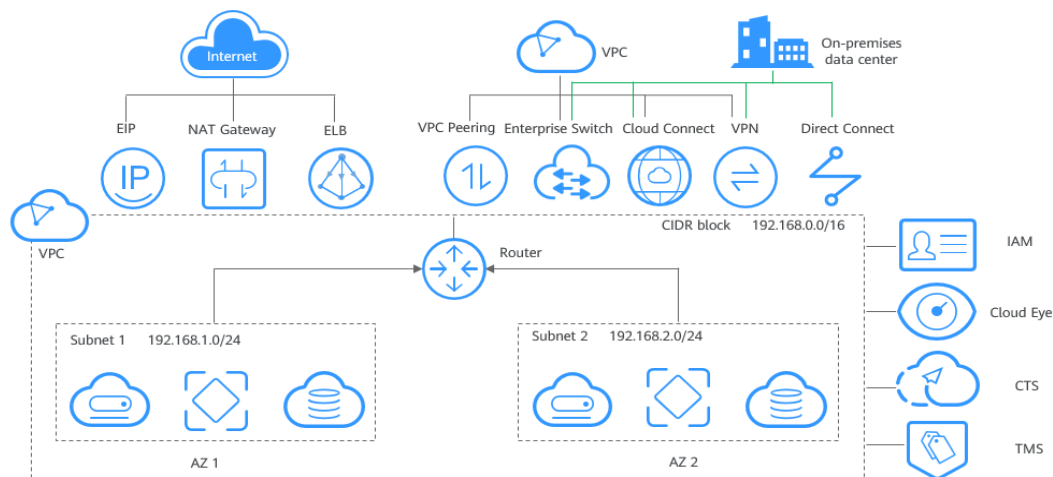 Internet
VPC
On-premises
data center
EIP
NAT Gateway
ELB
VPC Peering
Enterprise Switch
Cloud Connect
VPN
Direct Connect
IP
VPC
CIDR block 192.168.0.0/16
Router
IAM
Cloud Eye
CTS
TMS
Subnet 1 192.168.1.0/24
Subnet 2 192.168.2.0/24
AZ 1
AZ 2